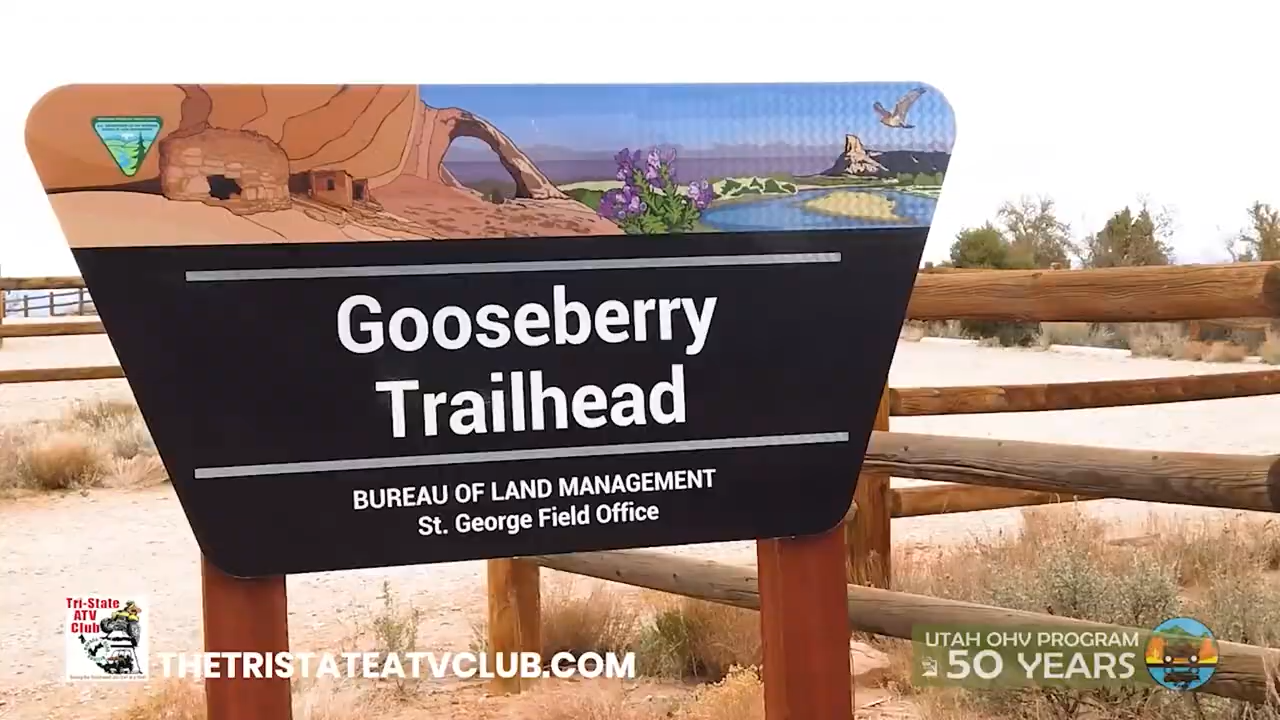 Gooseberry
Trailhead
BUREAU OF LAND MANAGEMENT
St. George Field Office
Tri-State
ATV
Club
THETRISTATEATVCLUB.COM
UTAH OHV PROGRAM
50 YEARS